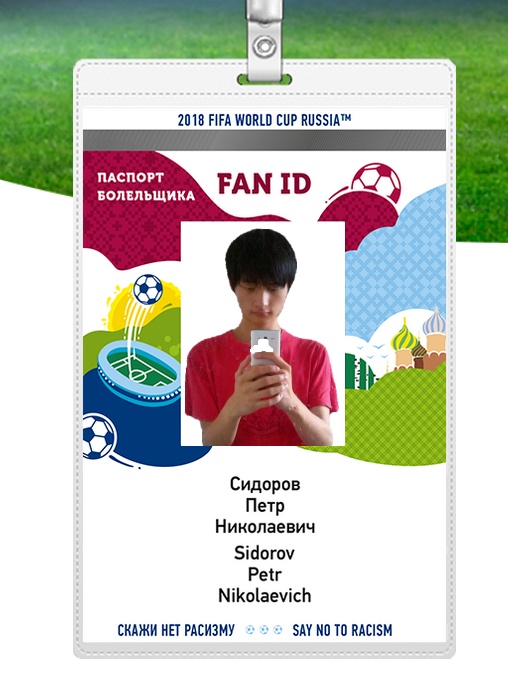 2018 FIFA WORLD CUP RUSSIA™
ПАСПОРТ
БОЛЕЛЬЩИКА
FAN ID
Сидоров
Петр
Николаевич
Sidorov
Petr
Nikolaevich
СКАЖИ НЕТ РАСИЗМУ SAY NO TO RACISM